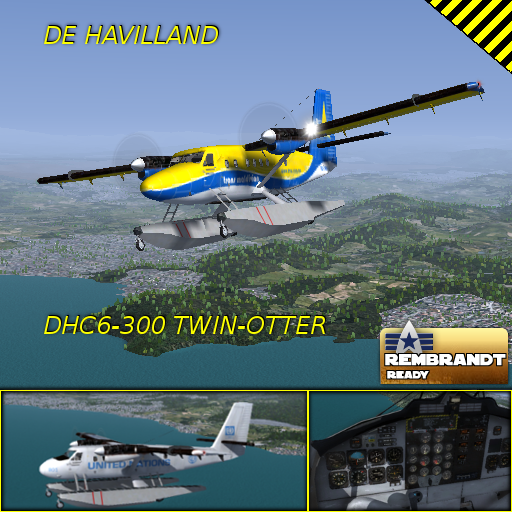 DE HAVILLAND
DHC6-300 TWIN-OTTER
REMBRANDT
READY
UNITED NATIONS